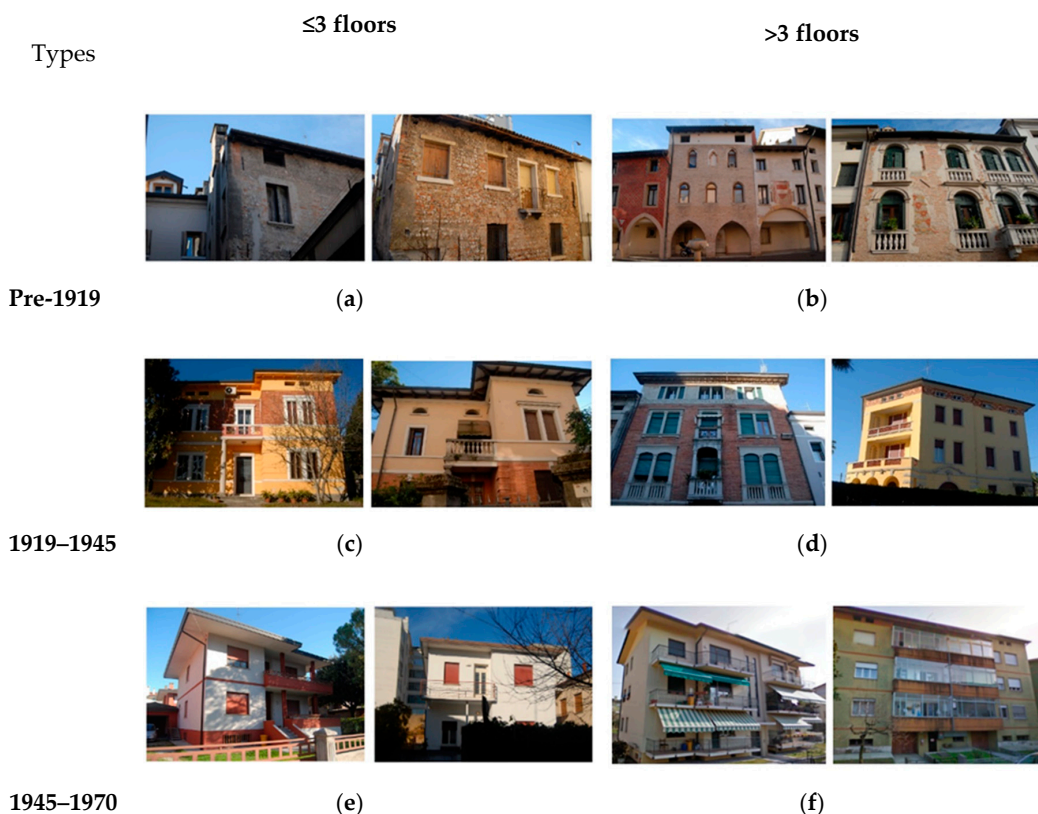 ≤3 floors
>3 floors
Types
Pre-1919
(a)
(b)
1919–1945
(c)
(d)
1945–1970
(e)
(f)